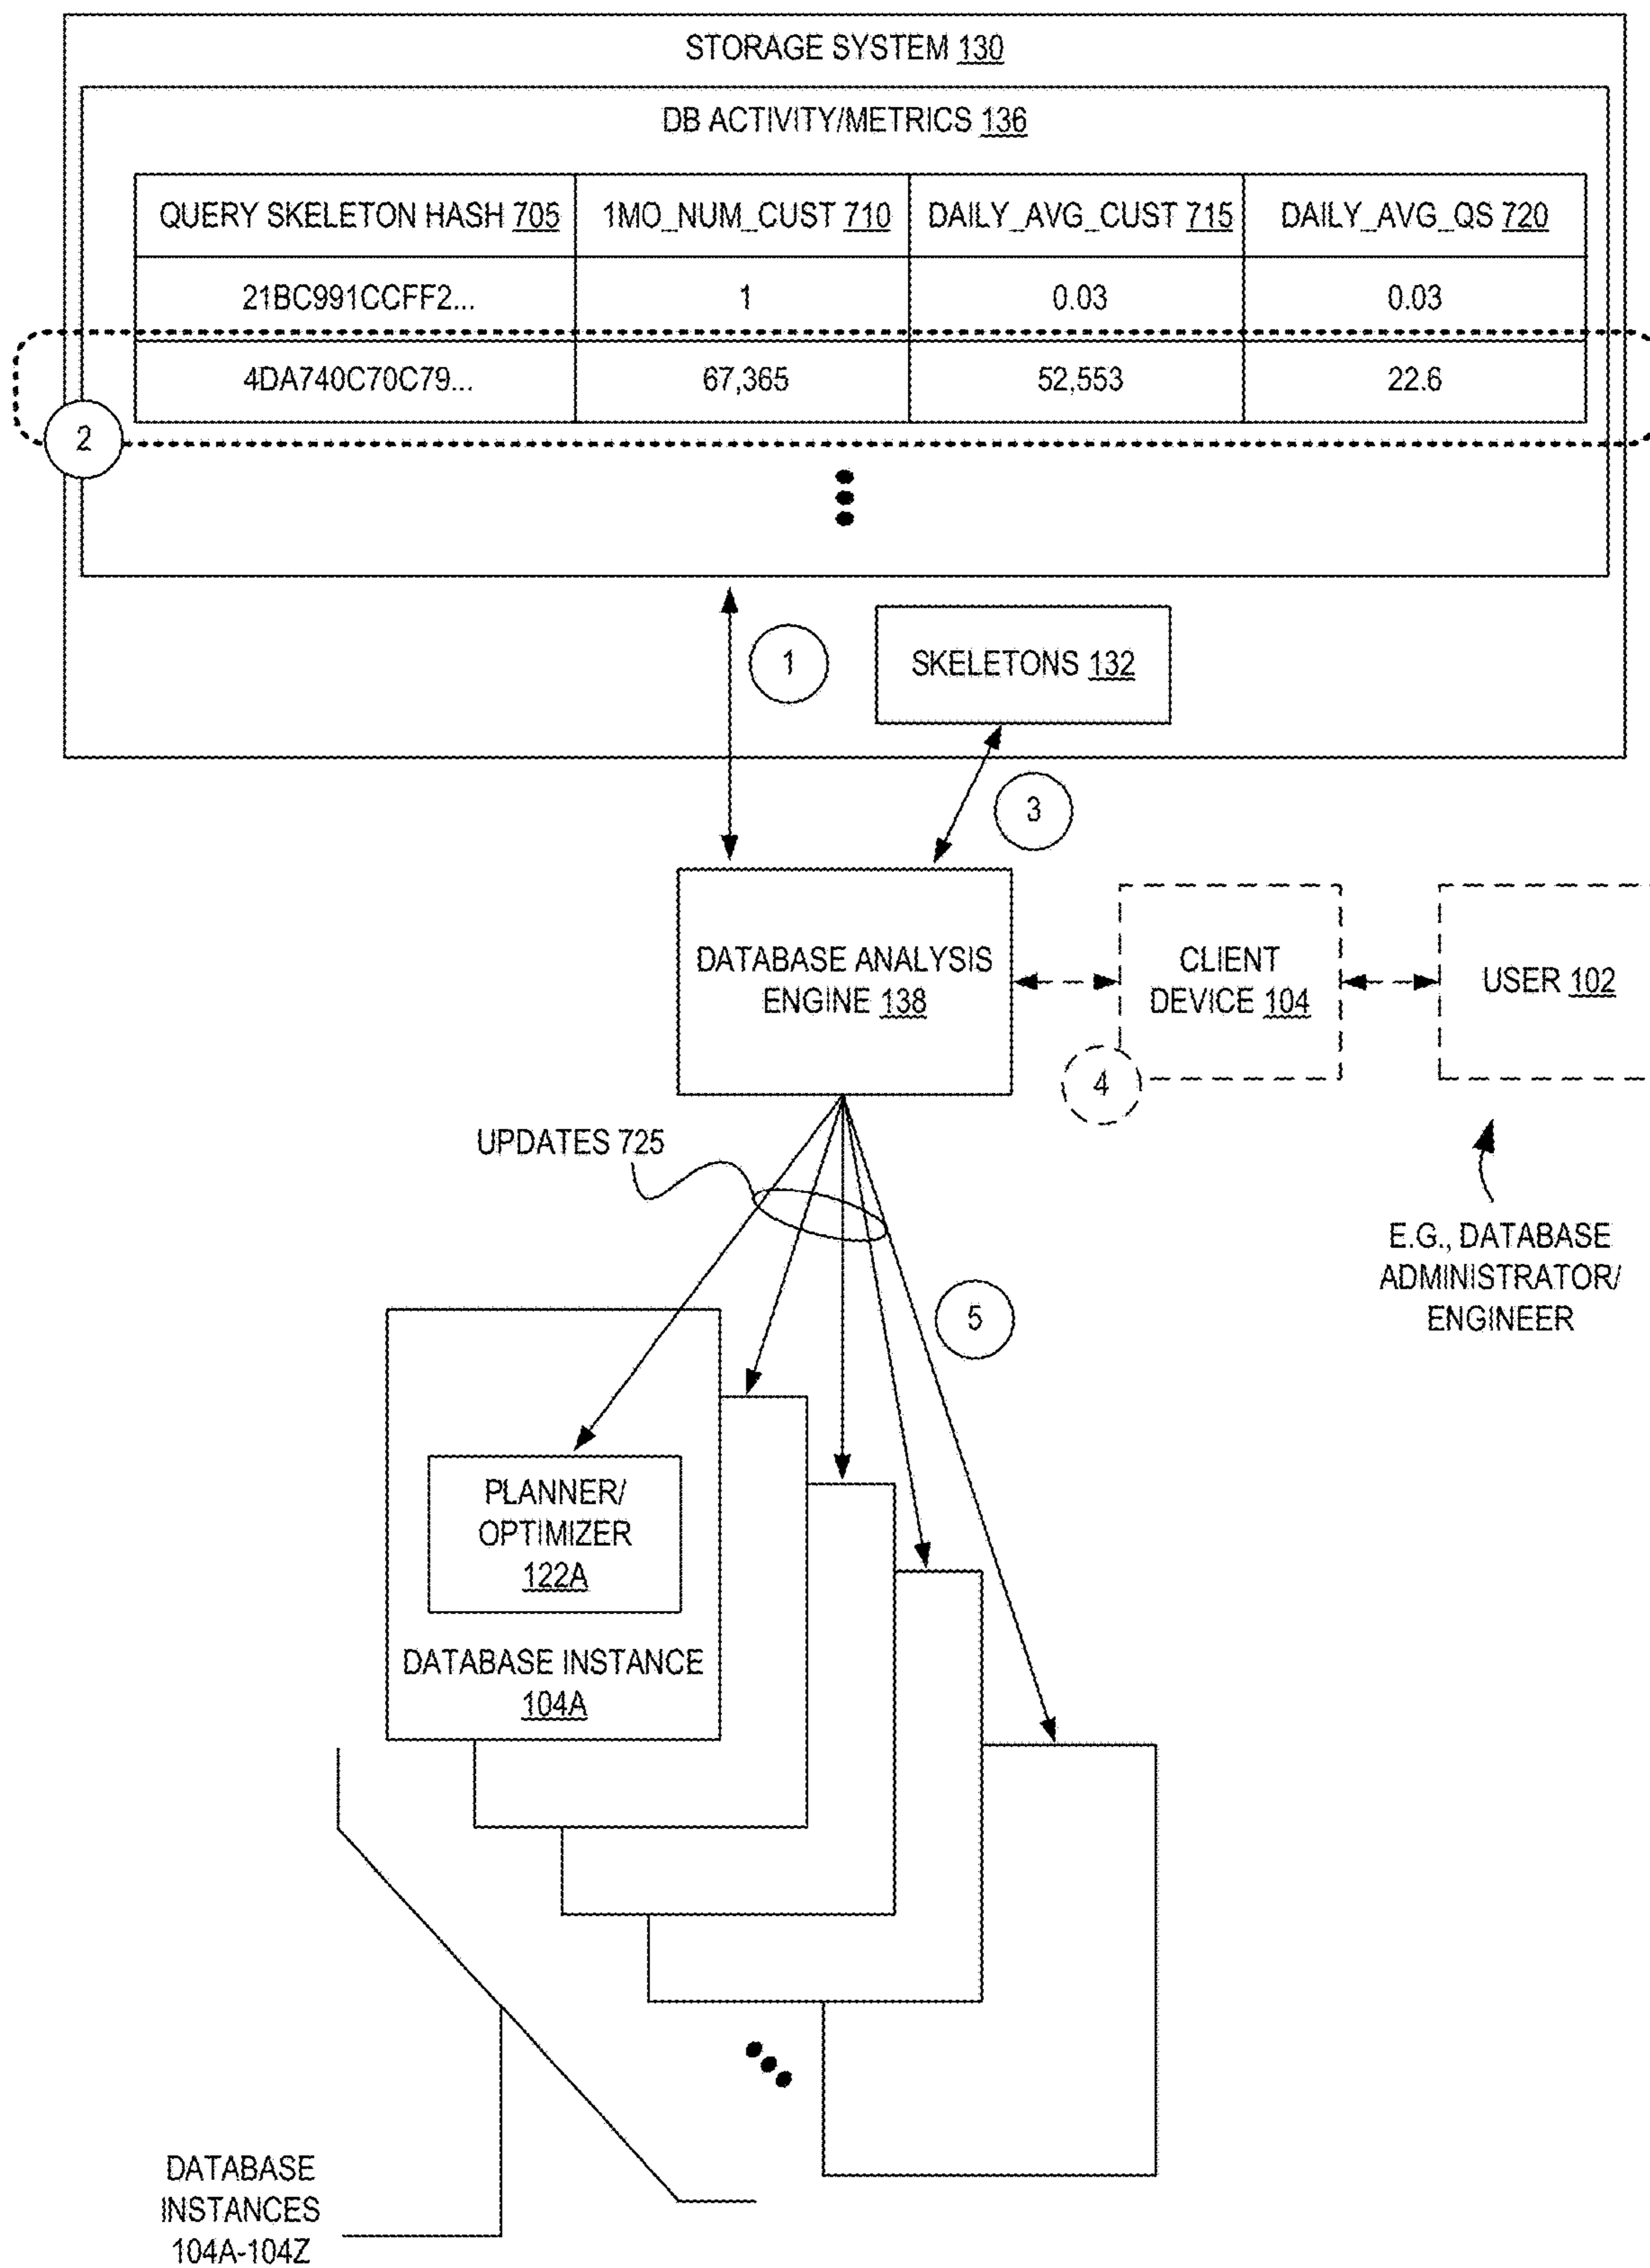 STORAGE SYSTEM 130
DB ACTIVITY/METRICS 136
QUERY SKELETON HASH 705 1MO_NUM_CUST 710 DAILY_AVG_CUST 715 DAILY_AVG_QS 720
21BC991CCFF2... 1 0.03 0.03
4DA740C70C79... 67,365 52,553 22.6
2
1
SKELETONS 132
3
DATABASE ANALYSIS
ENGINE 138
CLIENT
DEVICE 104
USER 102
4
UPDATES 725
E.G., DATABASE
ADMINISTRATOR/
ENGINEER
5
PLANNER/
OPTIMIZER
122A
DATABASE INSTANCE
104A
DATABASE
INSTANCES
104A-104Z